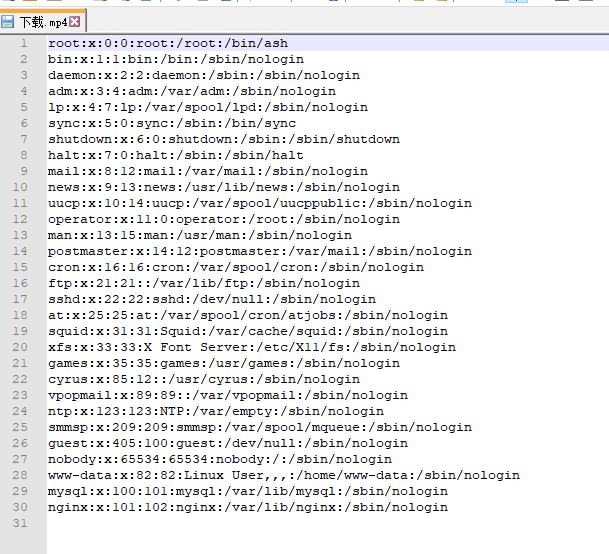 下载.mp4
1 root:x:0:0:root:/root:/bin/ash
2 bin:x:1:1:bin:/bin:/sbin/nologin
3 daemon:x:2:2:daemon:/sbin:/sbin/nologin
4 adm:x:3:4:adm:/var/adm:/sbin/nologin
5 lp:x:4:7:lp:/var/spool/lpd:/sbin/nologin
6 sync:x:5:0:sync:/sbin:/bin/sync
7 shutdown:x:6:0:shutdown:/sbin:/sbin/shutdown
8 halt:x:7:0:halt:/sbin:/sbin/halt
9 mail:x:8:12:mail:/var/mail:/sbin/nologin
10 news:x:9:13:news:/usr/lib/news:/sbin/nologin
11 uucp:x:10:14:uucp:/var/spool/uucppublic:/sbin/nologin
12 operator:x:11:0:operator:/root:/sbin/nologin
13 man:x:13:15:man:/usr/man:/sbin/nologin
14 postmaster:x:14:12:postmaster:/var/mail:/sbin/nologin
15 cron:x:16:16:cron:/var/spool/cron:/sbin/nologin
16 ftp:x:21:21::/var/lib/ftp:/sbin/nologin
17 sshd:x:22:22:sshd:/dev/null:/sbin/nologin
18 at:x:25:25:at:/var/spool/cron/atjobs:/sbin/nologin
19 squid:x:31:31:Squid:/var/cache/squid:/sbin/nologin
20 xfs:x:33:33:X Font Server:/etc/X11/fs:/sbin/nologin
21 games:x:35:35:games:/usr/games:/sbin/nologin
22 cyrus:x:85:12::/usr/cyrus:/sbin/nologin
23 vpopmail:x:89:89::/var/vpopmail:/sbin/nologin
24 ntp:x:123:123:NTP:/var/empty:/sbin/nologin
25 smmsp:x:209:209:smmsp:/var/spool/mqueue:/sbin/nologin
26 guest:x:405:100:guest:/dev/null:/sbin/nologin
27 nobody:x:65534:65534:nobody:/:/sbin/nologin
28 www-data:x:82:82:Linux User,,,:/home/www-data:/sbin/nologin
29 mysql:x:100:101:mysql:/var/lib/mysql:/sbin/nologin
30 nginx:x:101:102:nginx:/var/lib/nginx:/sbin/nologin
31